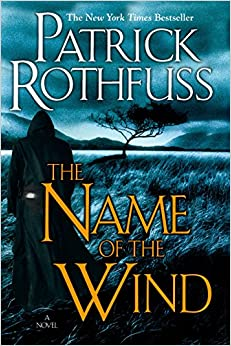 The New York Times Bestseller
PATRICK
ROTHFUSS
THE
NAME
OF THE
WIND
A
NOVEL